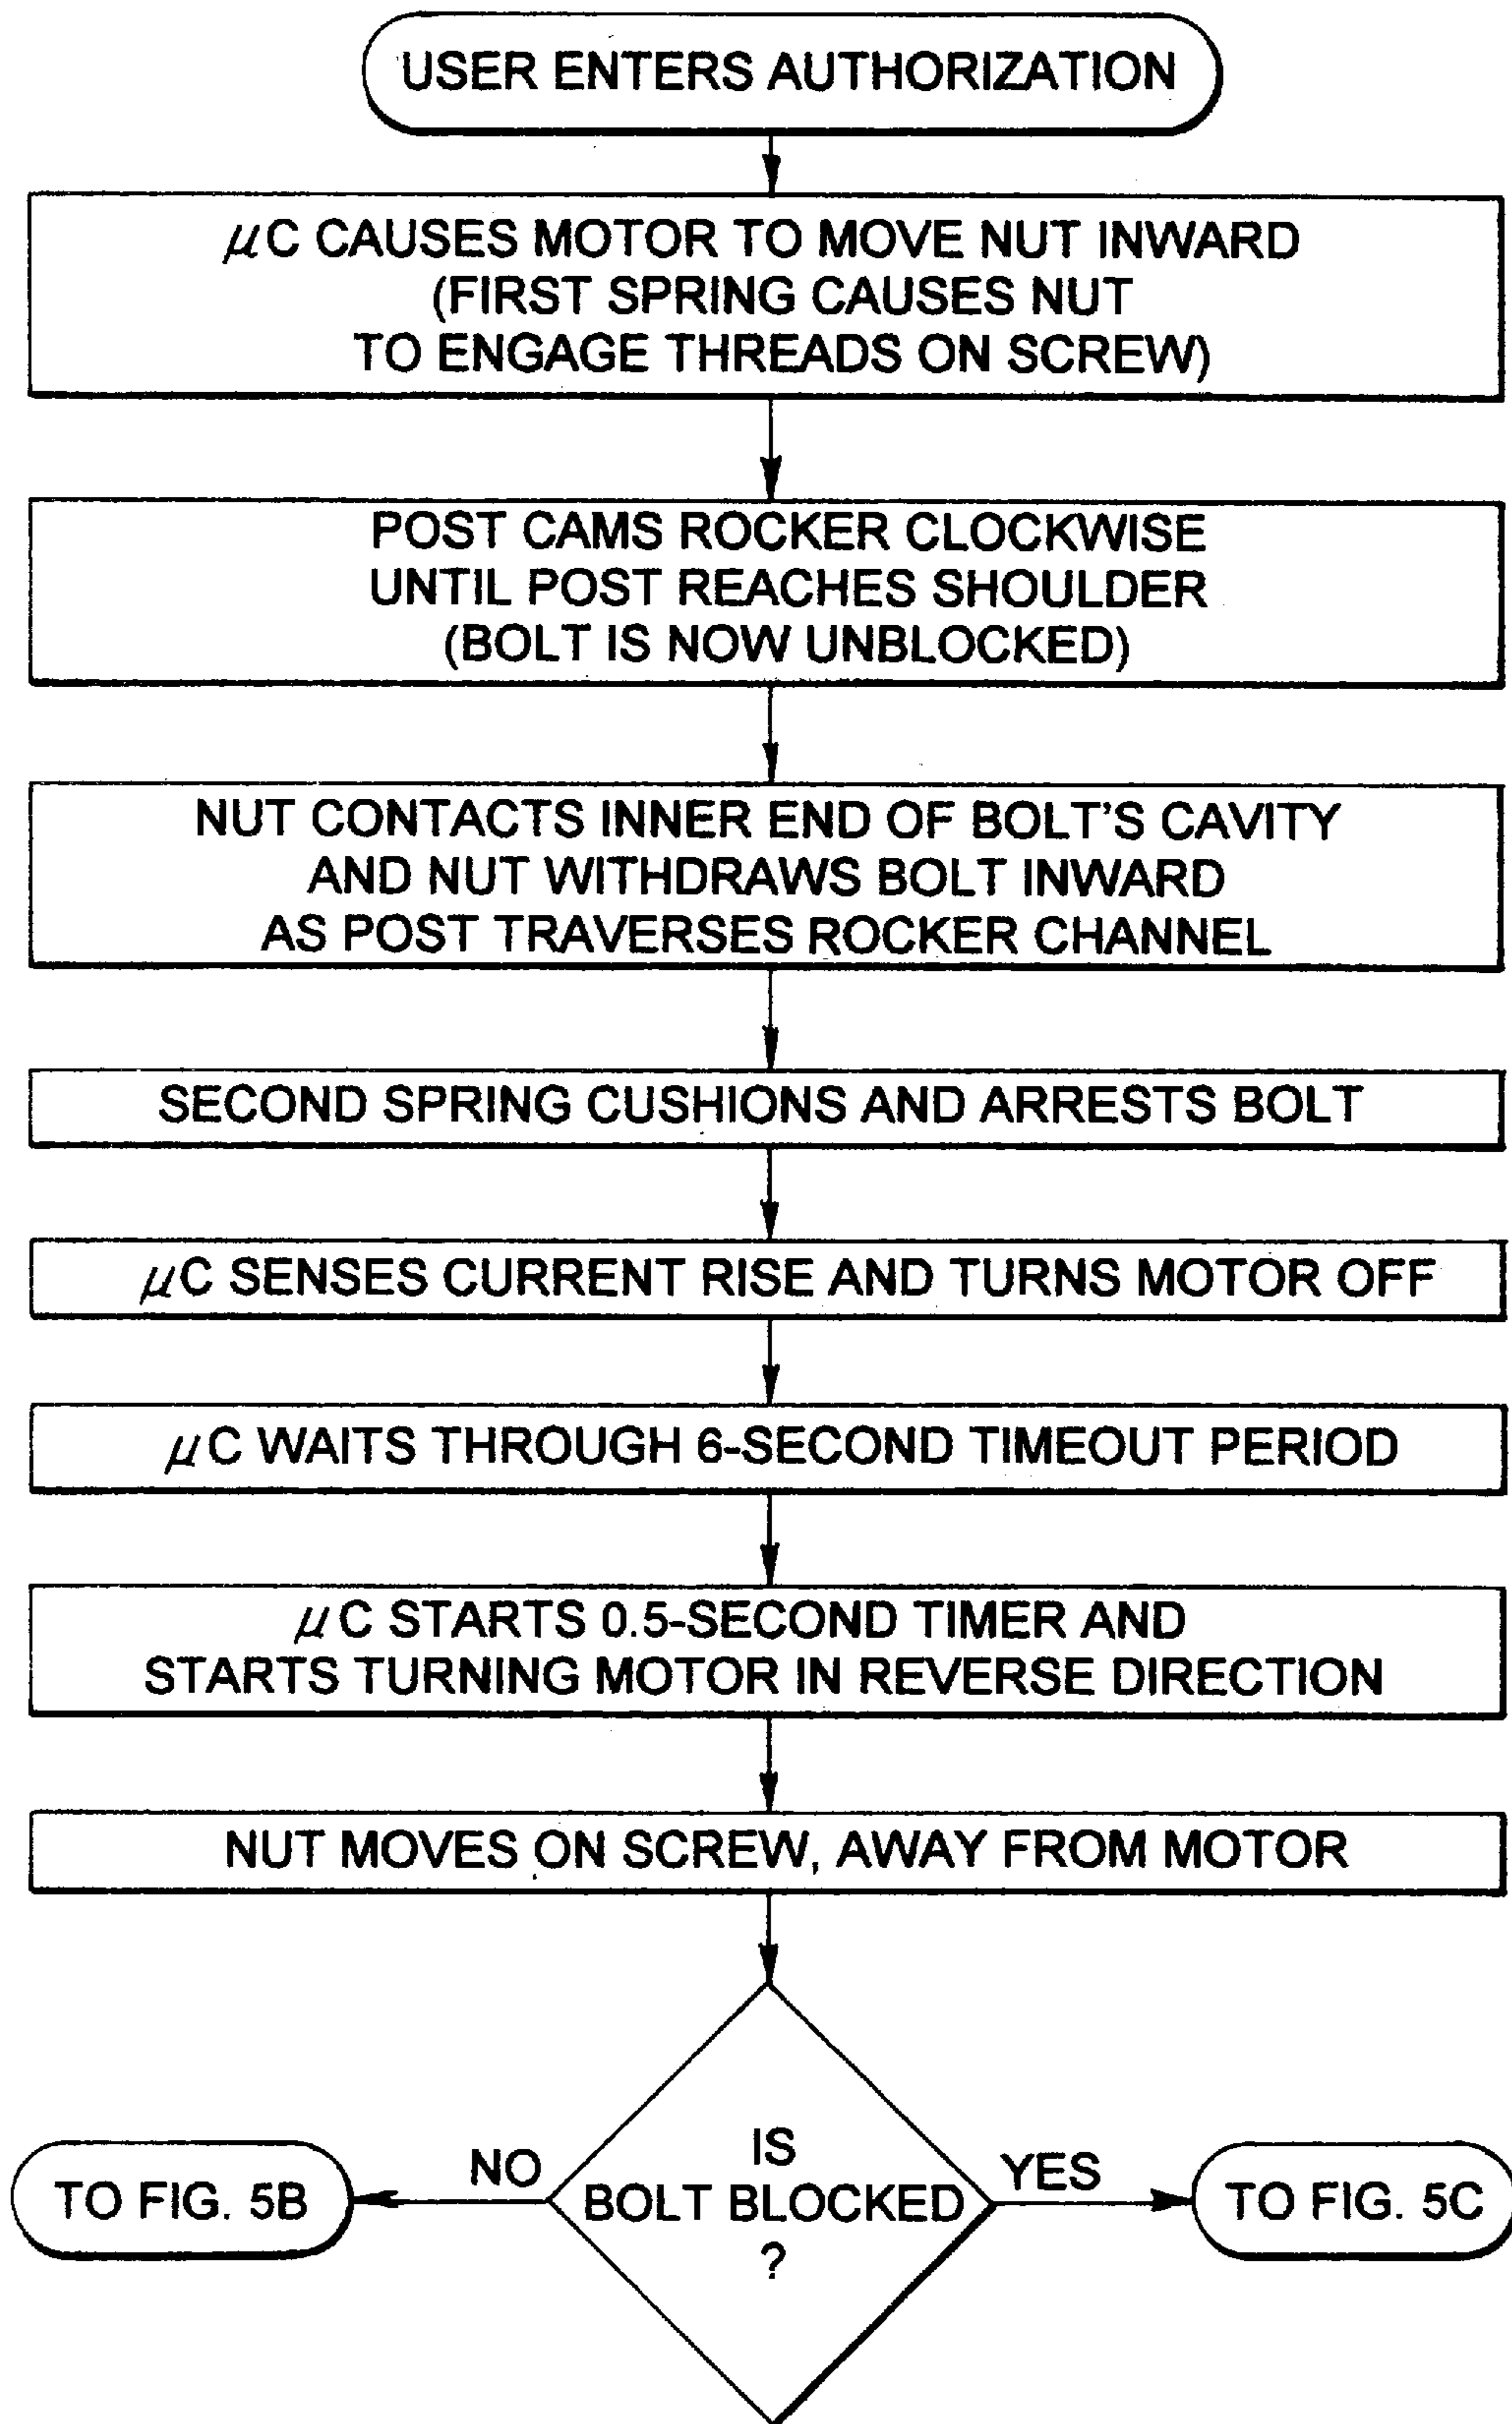 USER ENTERS AUTHORIZATION
μC CAUSES MOTOR TO MOVE NUT INWARD
(FIRST SPRING CAUSES NUT
TO ENGAGE THREADS ON SCREW)
POST CAMS ROCKER CLOCKWISE
UNTIL POST REACHES SHOULDER
(BOLT IS NOW UNBLOCKED)
NUT CONTACTS INNER END OF BOLT'S CAVITY
AND NUT WITHDRAWS BOLT INWARD
AS POST TRAVERSES ROCKER CHANNEL
SECOND SPRING CUSHIONS AND ARRESTS BOLT
μC SENSES CURRENT RISE AND TURNS MOTOR OFF
μC WAITS THROUGH 6-SECOND TIMEOUT PERIOD
μC STARTS 0.5-SECOND TIMER AND
STARTS TURNING MOTOR IN REVERSE DIRECTION
NUT MOVES ON SCREW, AWAY FROM MOTOR
IS
BOLT BLOCKED
?
NO
TO FIG. 5B
YES
TO FIG. 5C